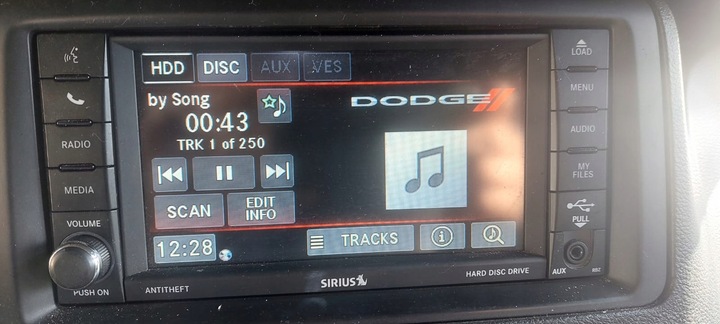 LOAD
HDD DISC AUX VES
MENU
by Song
DODGE
00:43
TRK 1 of 250
RADIO
AUDIO
MEDIA
MY
FILES
SCAN
EDIT
INFO
VOLUME
PULL
12:28
TRACKS
i
PUSH ON
ANTITHEFT
SIRIUS
HARD DISC DRIVE
AUX